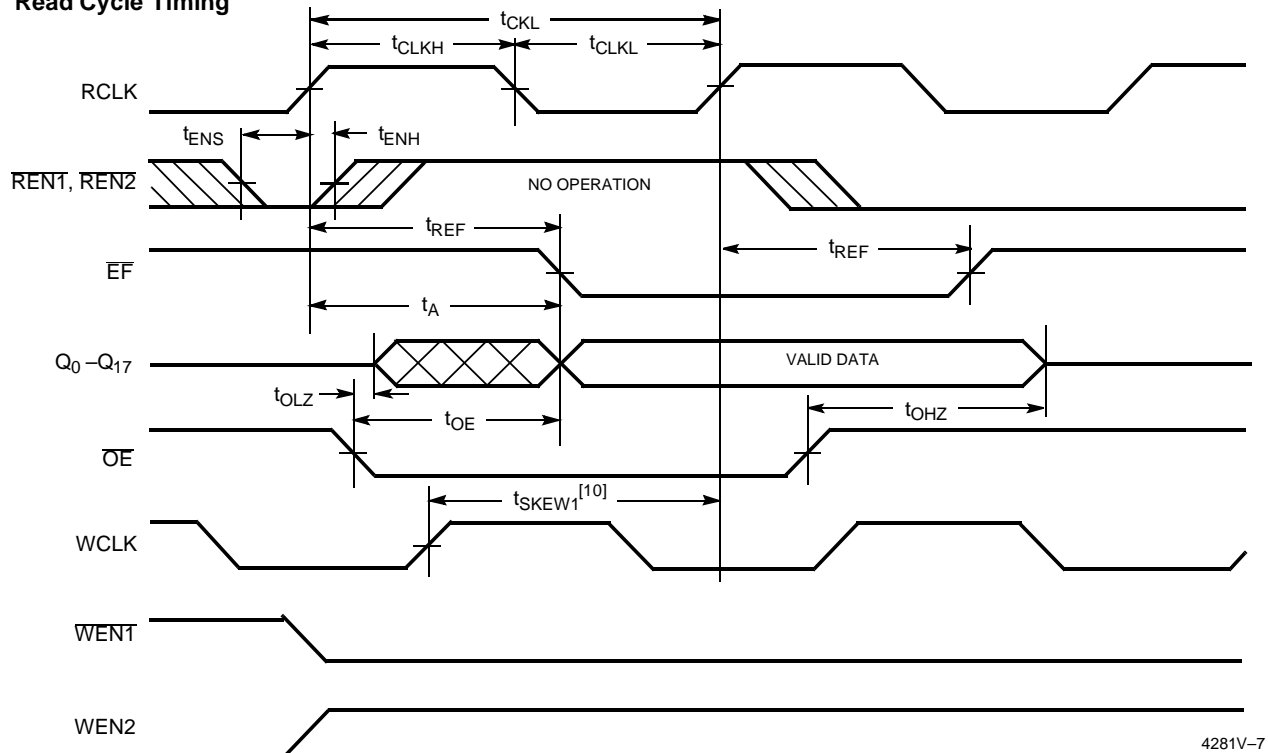 Read Cycle Timing
tCKL
tCLKH
tCLKL
RCLK
tENS
tENH
REN1, REN2
NO OPERATION
tREF
tREF
EF
tA
Q0 –Q17
VALID DATA
tOLZ
tOE
tOHZ
OE
tSKEW1[10]
WCLK
WEN1
WEN2
4281V–7